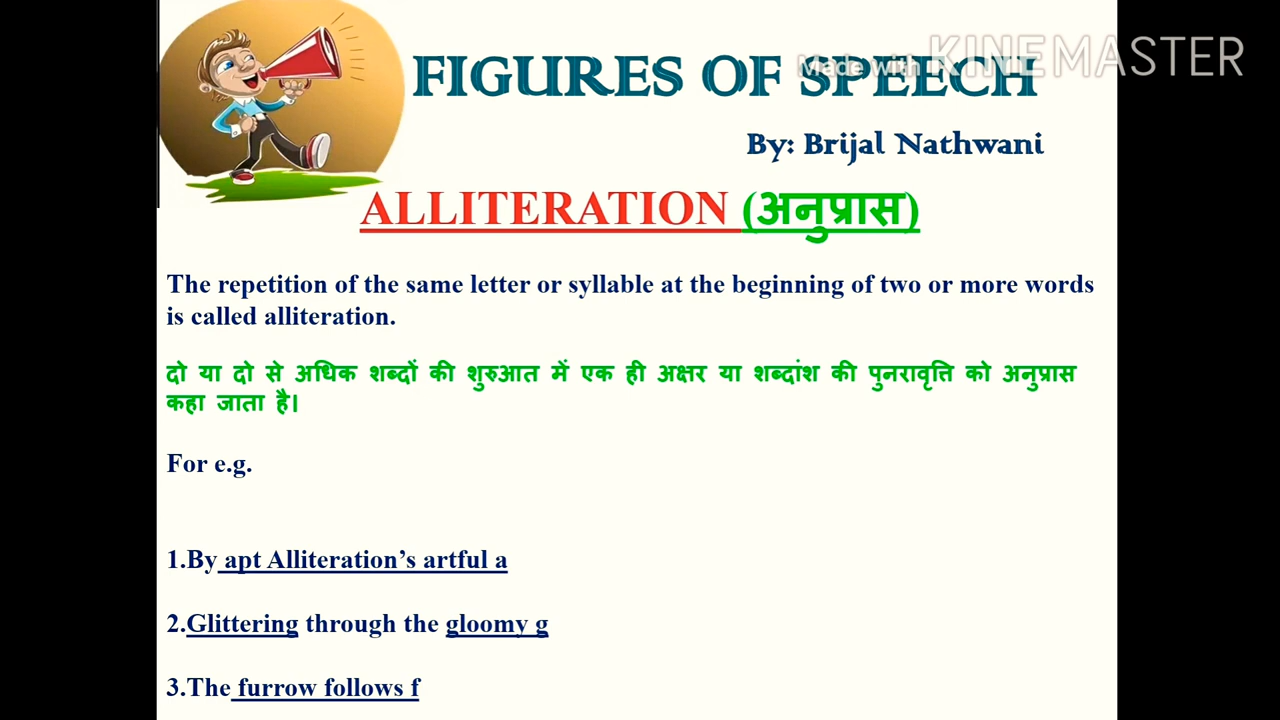 Made with KINEMASTER
FIGURES OF SPEECH
By: Brijal Nathwani
ALLITERATION (अनुप्रास)
The repetition of the same letter or syllable at the beginning of two or more words
is called alliteration.
दो या दो से अधिक शब्दों की शुरुआत में एक ही अक्षर या शब्दांश की पुनरावृत्ति को अनुप्रास
कहा जाता है।
For e.g.
1.By apt Alliteration’s artful a
2.Glittering through the gloomy g
3.The furrow follows f